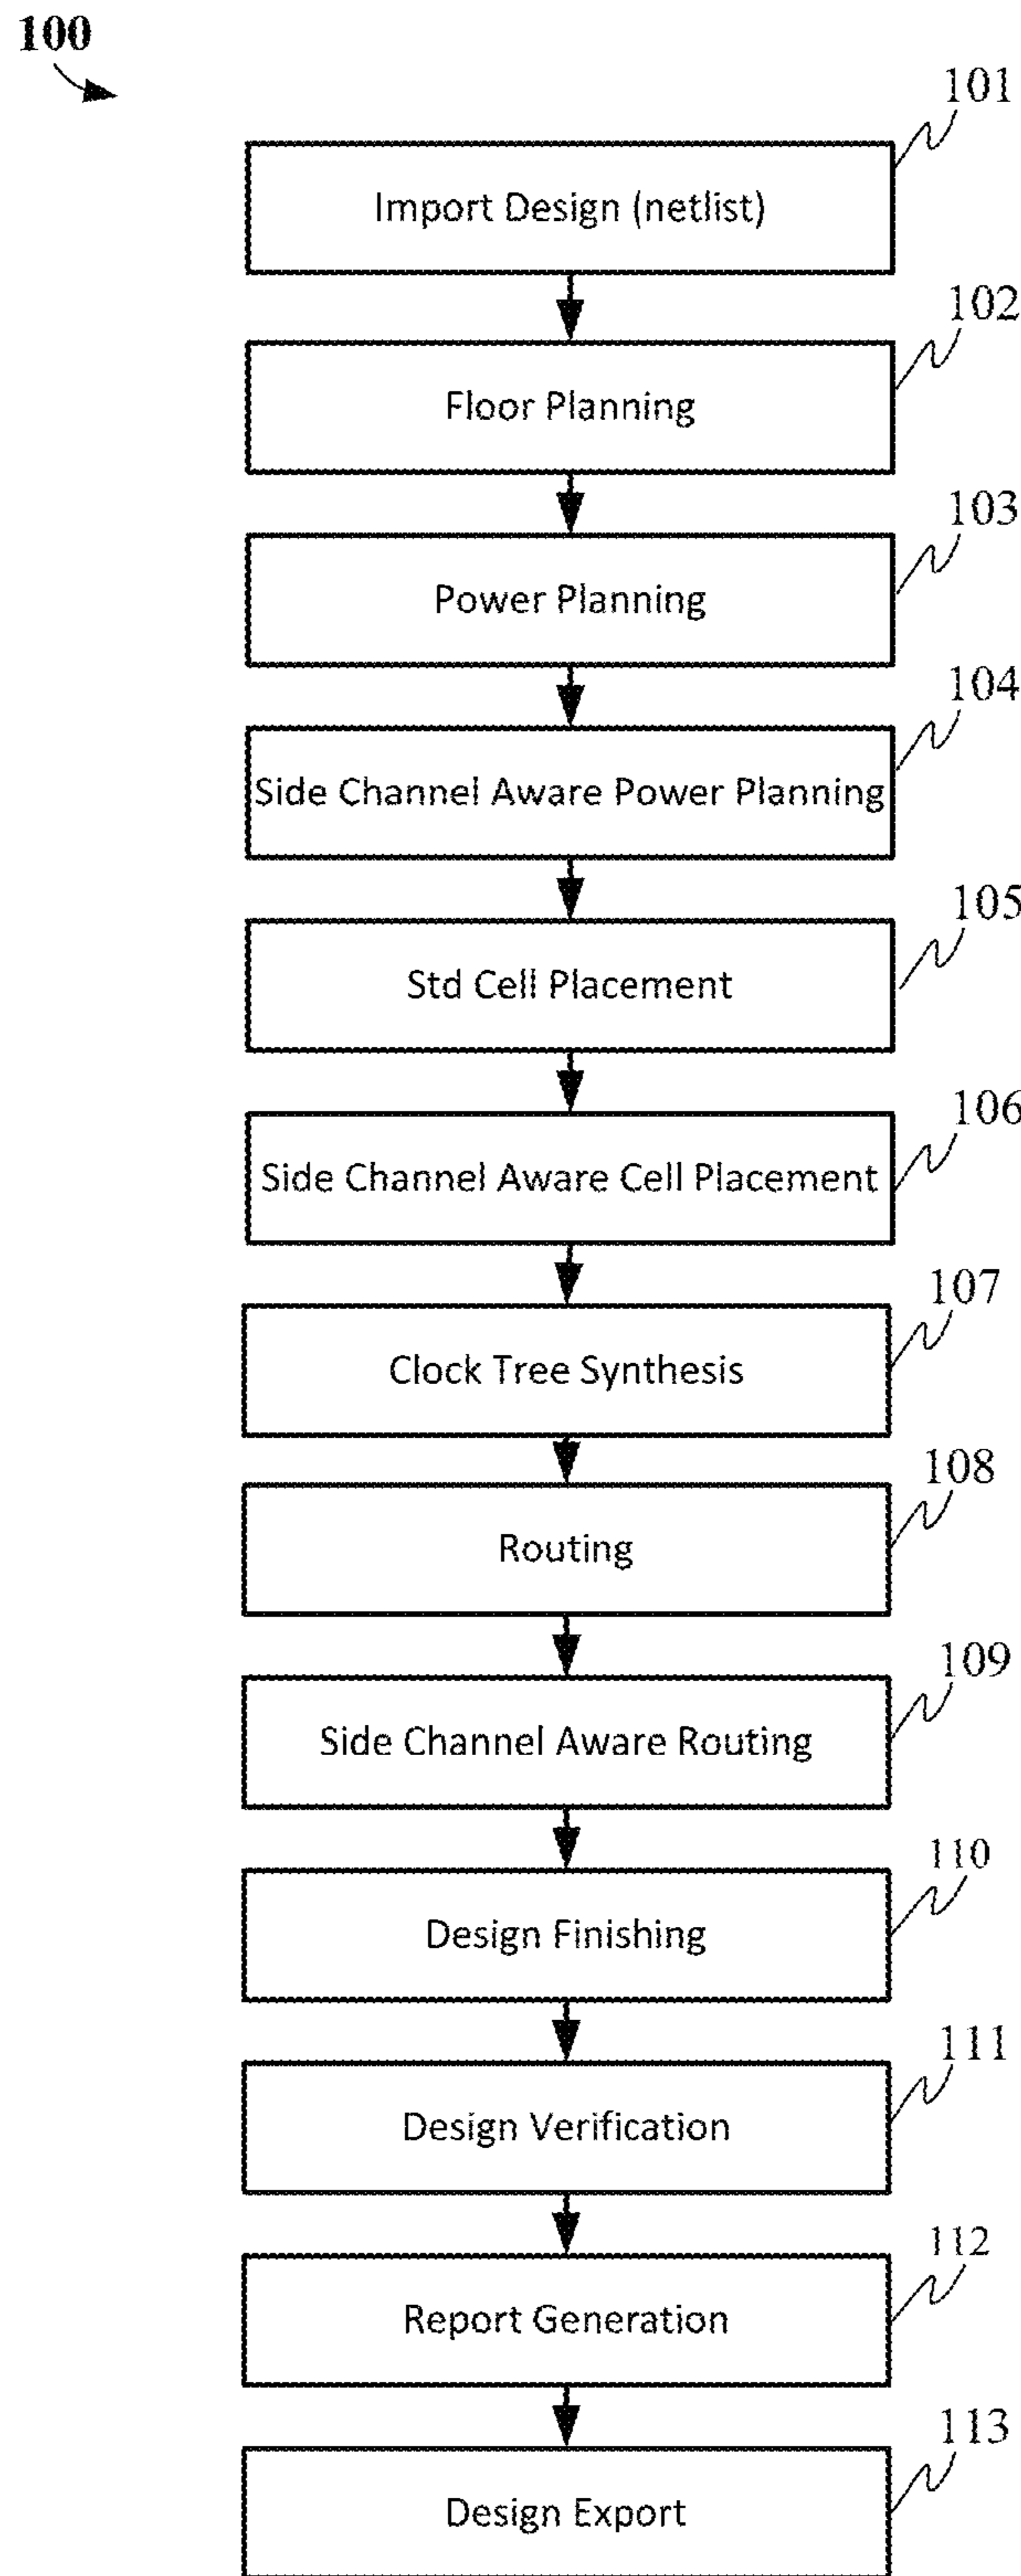 100
101
Import Design (netlist)
102
Floor Planning
103
Power Planning
104
Side Channel Aware Power Planning
105
Std Cell Placement
106
Side Channel Aware Cell Placement
107
Clock Tree Synthesis
108
Routing
109
Side Channel Aware Routing
110
Design Finishing
111
Design Verification
112
Report Generation
113
Design Export